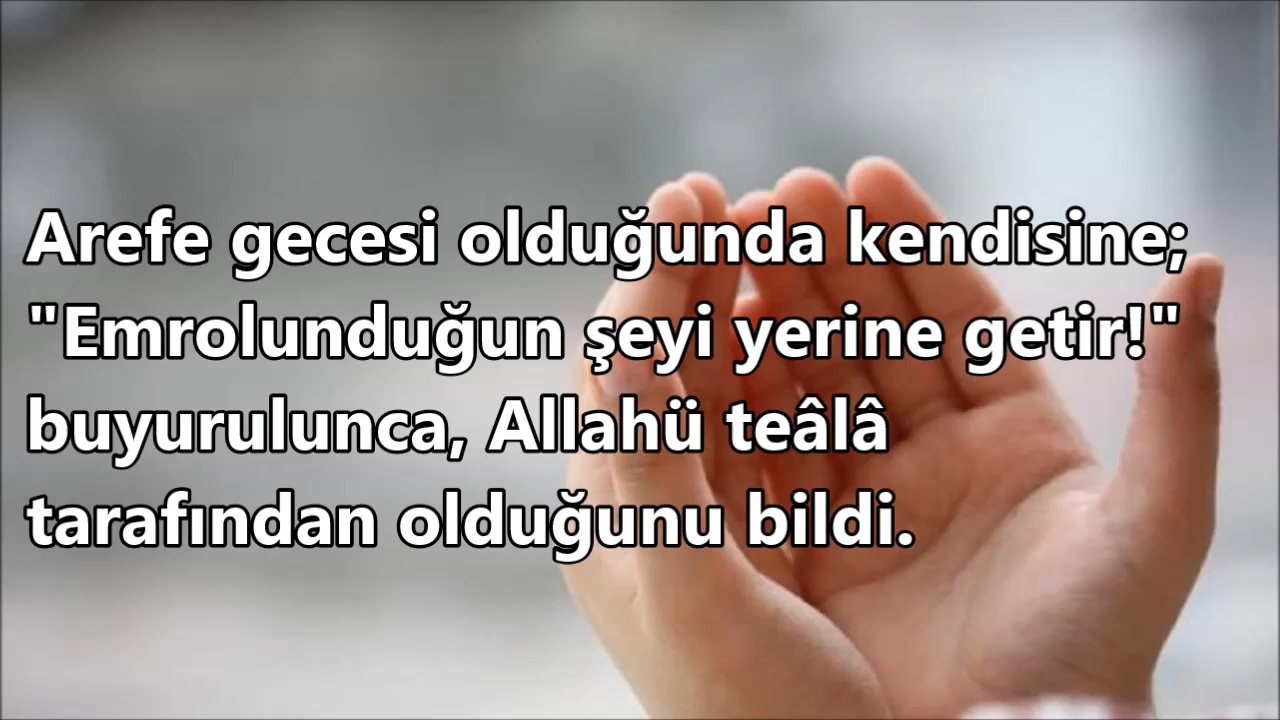 Arefe gecesi olduğunda kendisine;
"Emrolunduğun şeyi yerine getir!"
buyurulunca, Allahü teâlâ
tarafından olduğunu bildi.